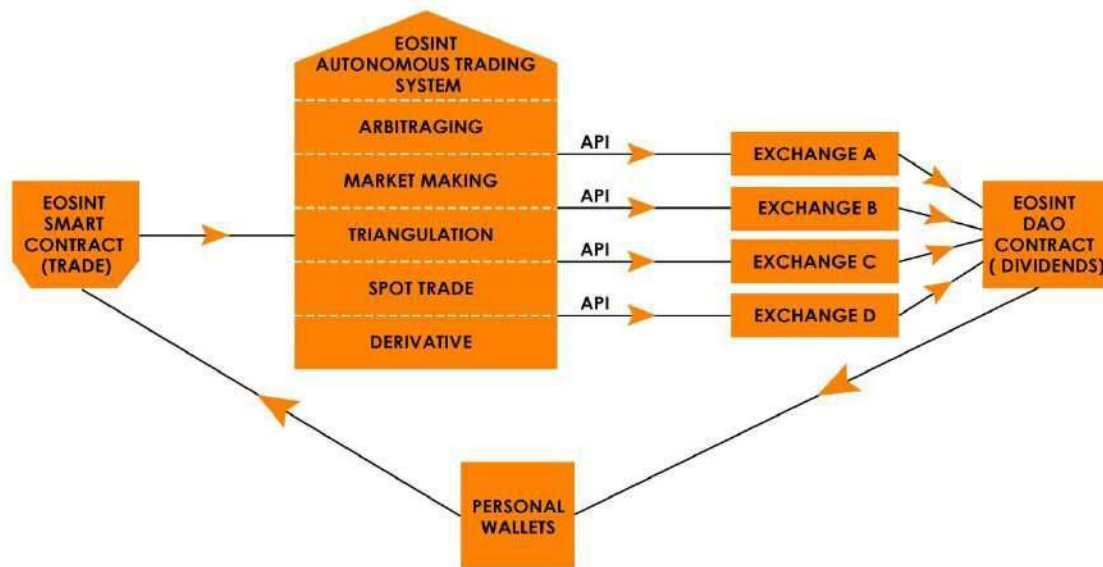 EOSINT
AUTONOMOUS TRADING
SYSTEM
ARBITRAGING
MARKET MAKING
TRIANGULATION
SPOT TRADE
DERIVATIVE
EOSINT
SMART
CONTRACT
(TRADE)
API
API
API
API
EXCHANGE A
EXCHANGE B
EXCHANGE C
EXCHANGE D
EOSINT
DAO
CONTRACT
( DIVIDENDS)
PERSONAL
WALLETS